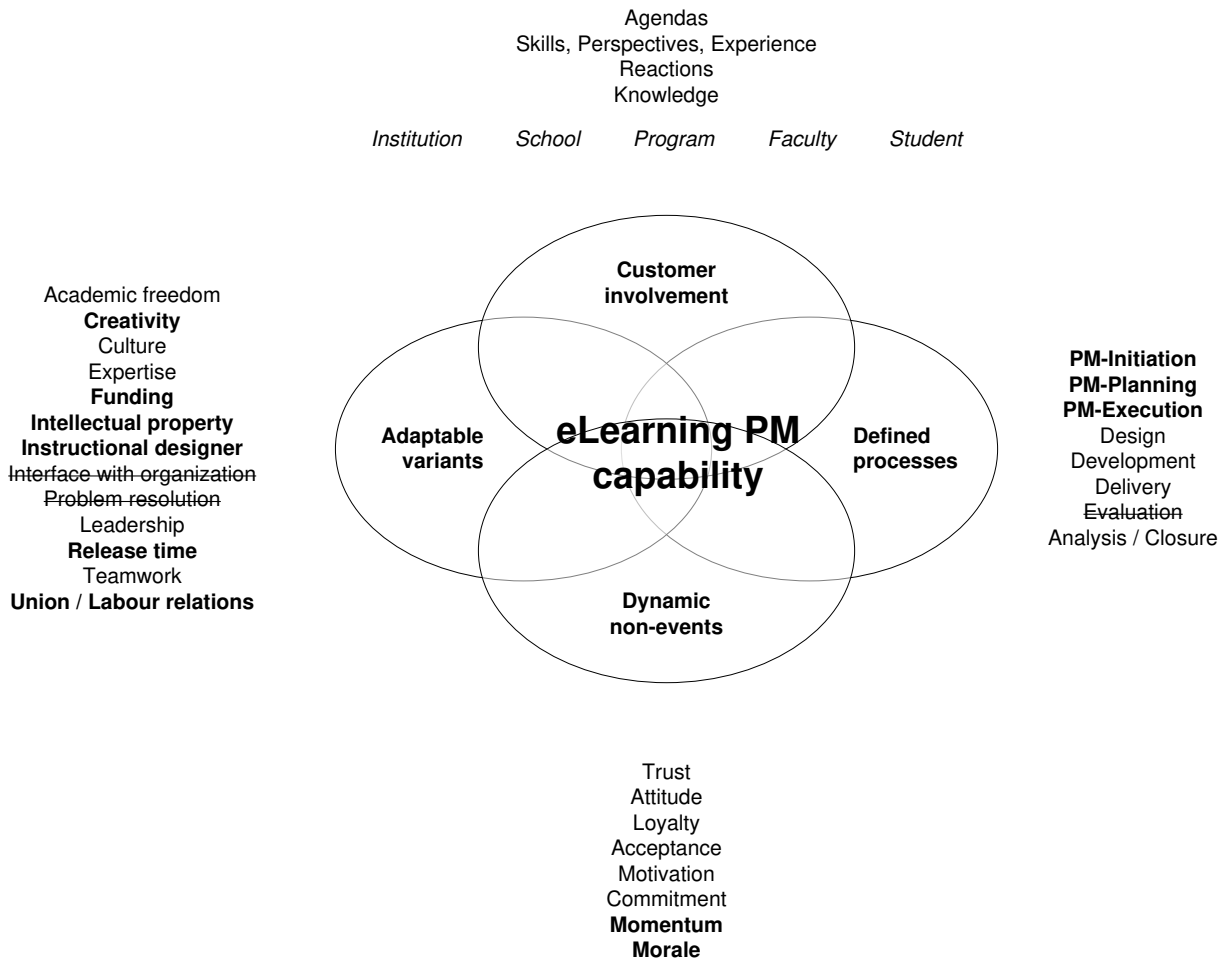 Agendas
Skills, Perspectives, Experience
Reactions
Knowledge
Institution School Program Faculty Student
Customer
involvement
Academic freedom
Creativity
Culture
Expertise
Funding
Intellectual property
Instructional designer
Interface with organization
Problem resolution
Leadership
Release time
Teamwork
Union / Labour relations
Adaptable
variants
eLearning PM
capability
Defined
processes
PM-Initiation
PM-Planning
PM-Execution
Design
Development
Delivery
Evaluation
Analysis / Closure
Dynamic
non-events
Trust
Attitude
Loyalty
Acceptance
Motivation
Commitment
Momentum
Morale